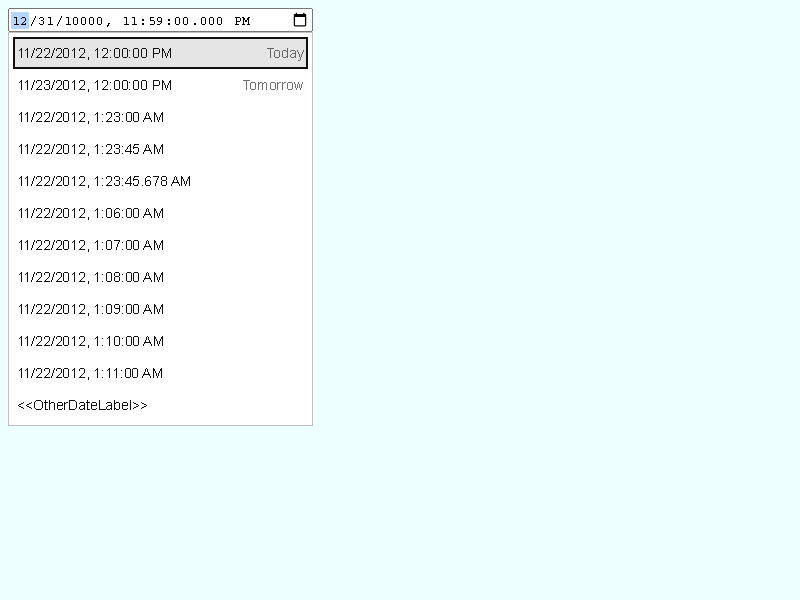 12/31/10000, 11:59:00.000 PM
11/22/2012, 12:00:00 PM Today
11/23/2012, 12:00:00 PM Tomorrow
11/22/2012, 1:23:00 AM
11/22/2012, 1:23:45 AM
11/22/2012, 1:23:45.678 AM
11/22/2012, 1:06:00 AM
11/22/2012, 1:07:00 AM
11/22/2012, 1:08:00 AM
11/22/2012, 1:09:00 AM
11/22/2012, 1:10:00 AM
11/22/2012, 1:11:00 AM
<<OtherDateLabel>>